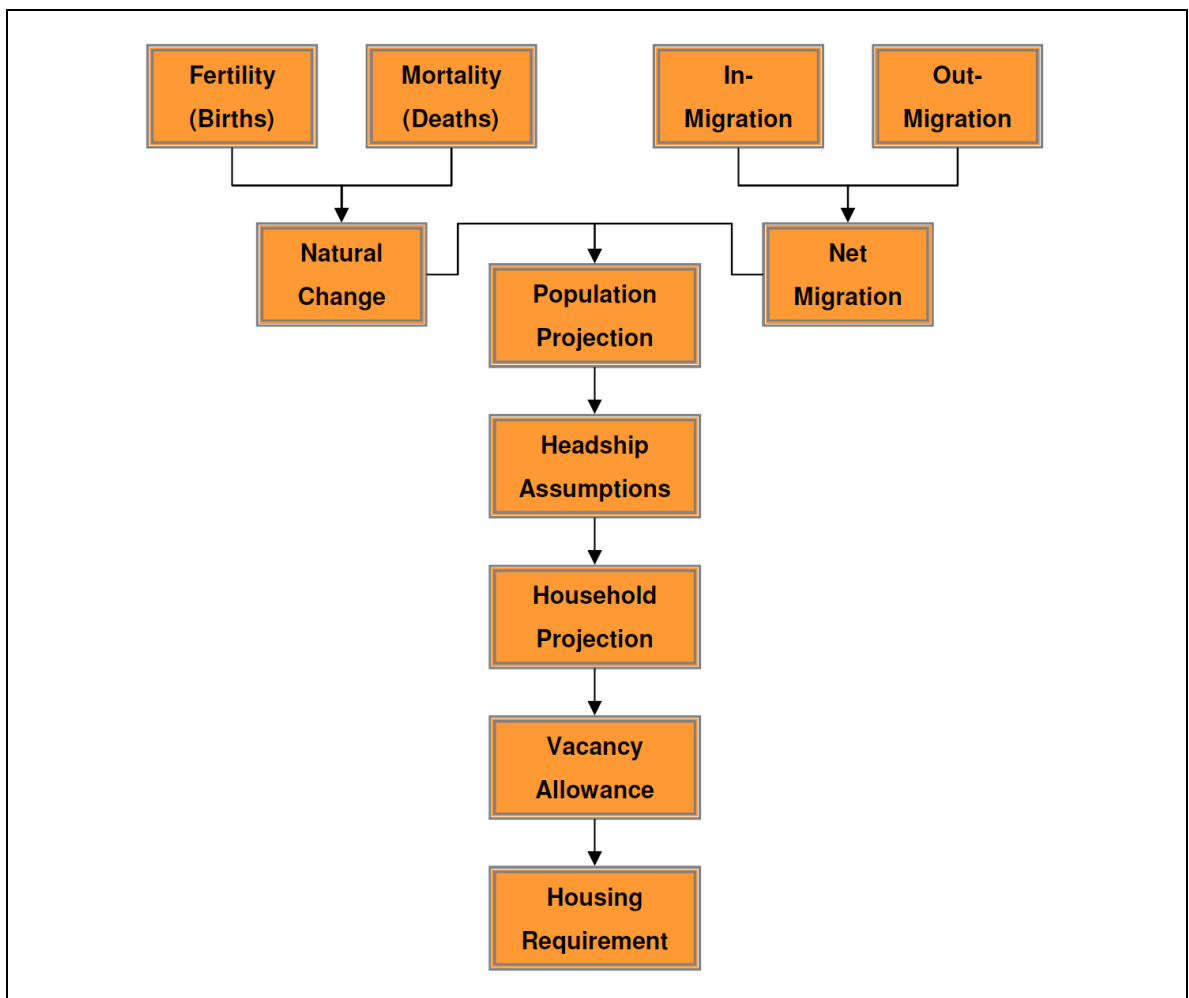 Fertility
(Births)
Mortality
(Deaths)
In-
Migration
Out-
Migration
Natural
Change
Net
Migration
Population
Projection
Headship
Assumptions
Household
Projection
Vacancy
Allowance
Housing
Requirement